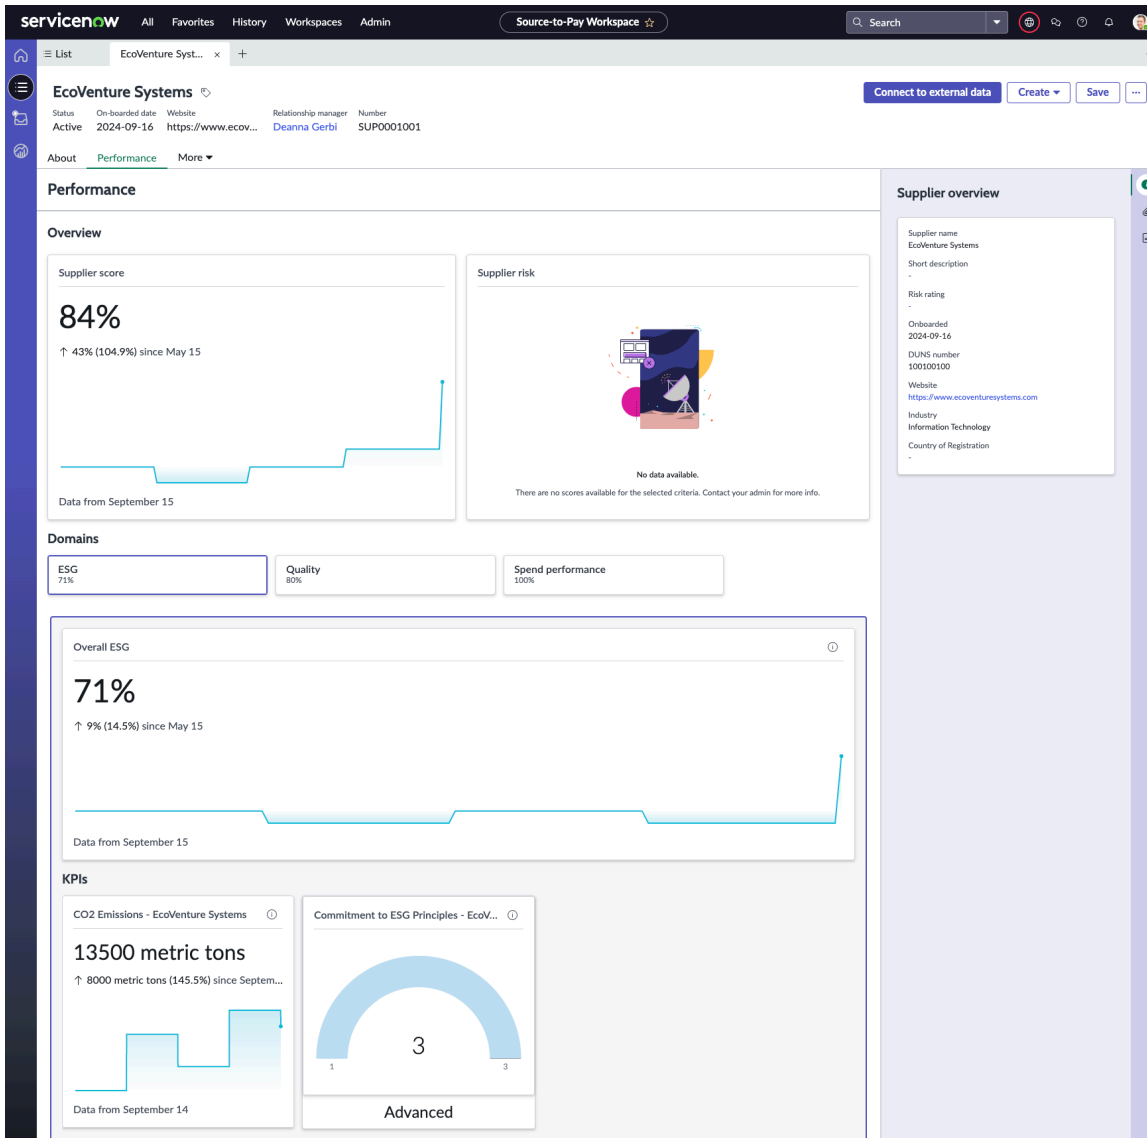 servicenow All Favorites History Workspaces Admin Source-to-Pay Workspace Search
List EcoVenture Syst... × +
EcoVenture Systems
Connect to external data Create Save ...
Status On-boarded date Website Relationship manager Number
Active 2024-09-16 https://www.ecov... Deanna Gerbi SUP0001001
About Performance More
Performance
Overview
Supplier score
84%
↑ 43% (104.9%) since May 15
Data from September 15
Supplier risk
No data available.
There are no scores available for the selected criteria. Contact your admin for more info.
Domains
ESG
71%
Quality
80%
Spend performance
100%
Overall ESG
71%
↑ 9% (14.5%) since May 15
Data from September 15
KPIs
CO2 Emissions - EcoVenture Systems
13500 metric tons
↑ 8000 metric tons (145.5%) since Septem...
Data from September 14
Commitment to ESG Principles - EcoV...
3
1 3
Advanced
Supplier overview
Supplier name
EcoVenture Systems
Short description
-
Risk rating
-
Onboarded
2024-09-16
DUNS number
100100100
Website
https://www.ecoventuresystems.com
Industry
Information Technology
Country of Registration
-